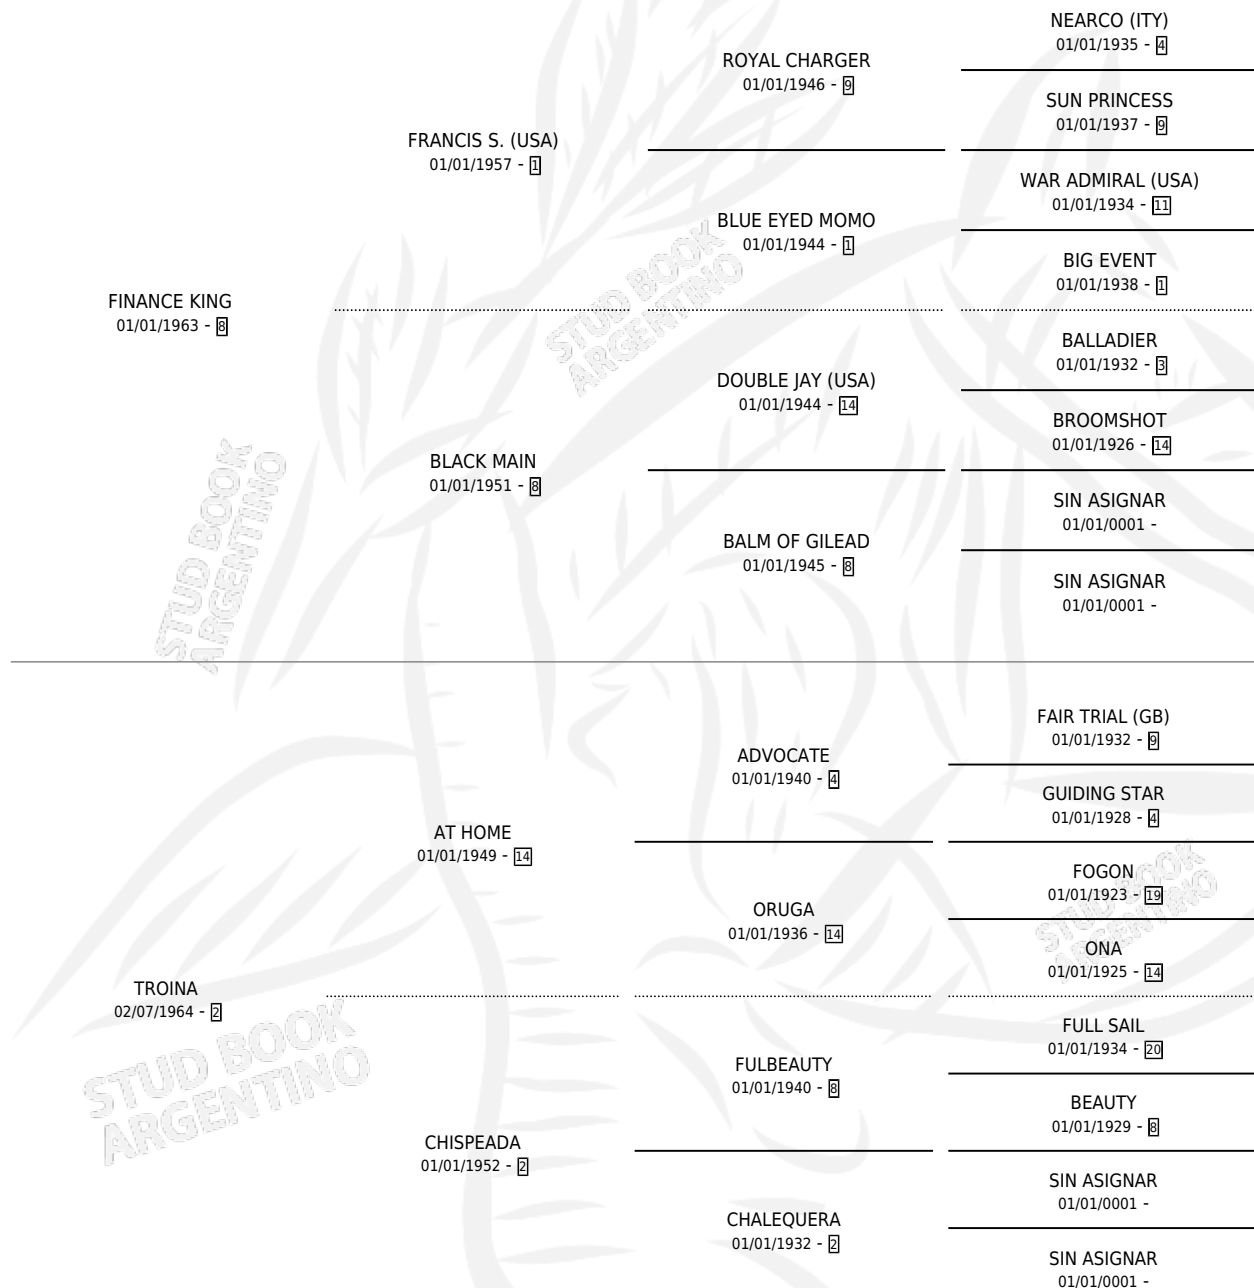 NEARCO (ITY)
01/01/1935 - 4
ROYAL CHARGER
01/01/1946 - 9
SUN PRINCESS
01/01/1937 - 9
FRANCIS S. (USA)
01/01/1957 - 1
WAR ADMIRAL (USA)
01/01/1934 - 11
BLUE EYED MOMO
01/01/1944 - 1
BIG EVENT
01/01/1938 - 1
FINANCE KING
01/01/1963 - 8
BALLADIER
01/01/1932 - 3
DOUBLE JAY (USA)
01/01/1944 - 14
BROOMSHOT
01/01/1926 - 14
BLACK MAIN
01/01/1951 - 8
SIN ASIGNAR
01/01/0001 -
BALM OF GILEAD
01/01/1945 - 8
SIN ASIGNAR
01/01/0001 -
STUD BOOK
ARGENTINO
STUD BOOK
ARGENTINO
FAIR TRIAL (GB)
01/01/1932 - 9
ADVOCATE
01/01/1940 - 4
GUIDING STAR
01/01/1928 - 4
AT HOME
01/01/1949 - 14
FOGON
01/01/1923 - 19
ORUGA
01/01/1936 - 14
ONA
01/01/1925 - 14
TROINA
02/07/1964 - 2
FULL SAIL
01/01/1934 - 20
FULBEAUTY
01/01/1940 - 8
BEAUTY
01/01/1929 - 8
CHISPEADA
01/01/1952 - 2
SIN ASIGNAR
01/01/0001 -
CHALEQUERA
01/01/1932 - 2
SIN ASIGNAR
01/01/0001 -
STUD BOOK
ARGENTINO
STUD BOOK
ARGENTINO